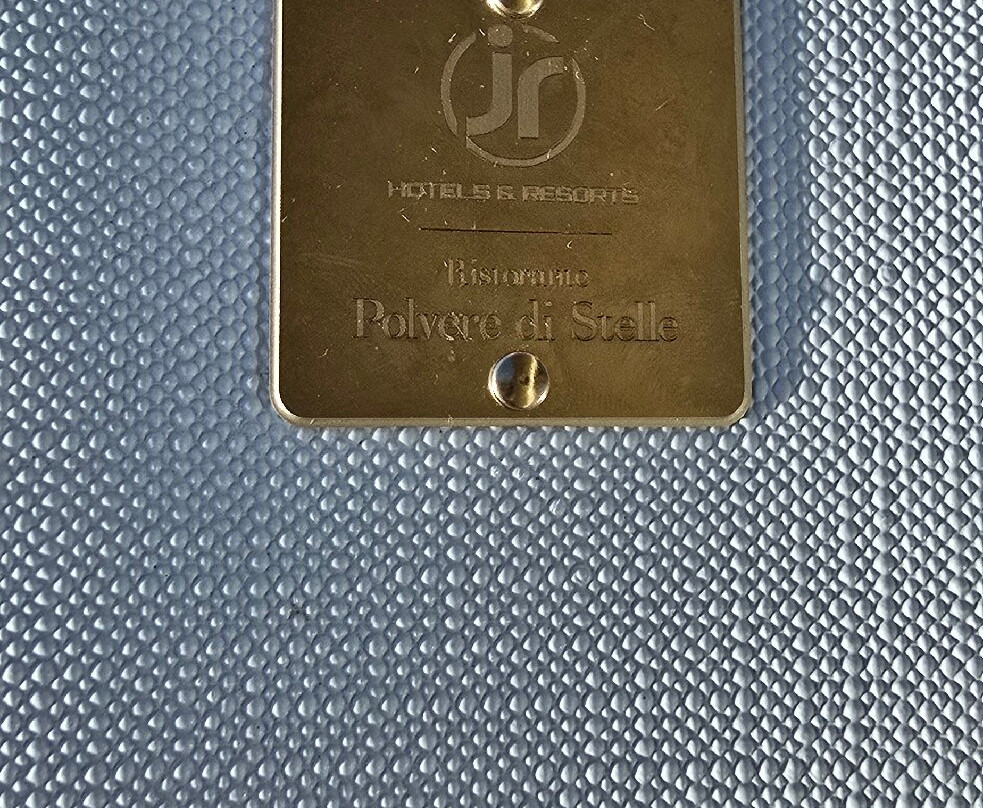 jr
HOTELS & RESORTS
Ristorante
Polvere di Stelle